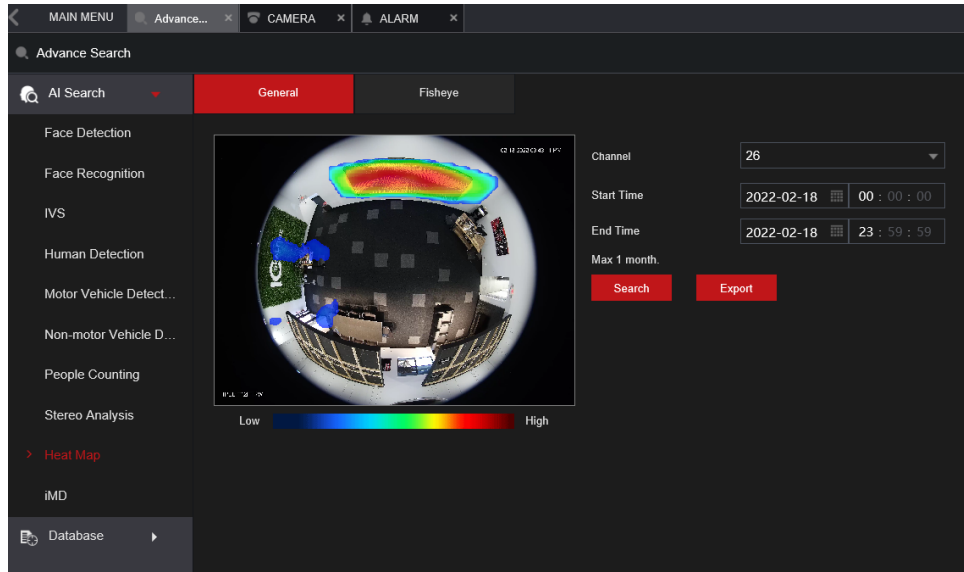 MAIN MENU
Advance...
CAMERA
ALARM
Advance Search
AI Search
General
Fisheye
Face Detection
Face Recognition
IVS
Human Detection
Motor Vehicle Detect...
Non-motor Vehicle D...
People Counting
Stereo Analysis
Heat Map
iMD
Database
Channel
26
Start Time
2022-02-18
00 : 00 : 00
End Time
2022-02-18
23 : 59 : 59
Max 1 month.
Search
Export
Low
High